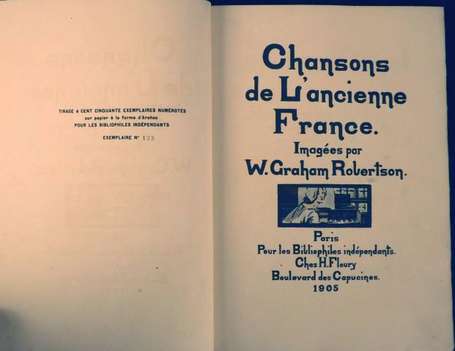 TIRAGE A CENT CINQUANTE EXEMPLAIRES NUMÉROTÉS
sur papier à la forme d'Arches
POUR LES BIBLIOPHILES INDÉPENDANTS
EXEMPLAIRE N°
Chansons
de L'ancienne
France.
Imagées par
W. Graham Robertson.
Paris
Pour les Bibliophiles indépendants.
Chez H. Floury
Boulevard des Capucines.
1905